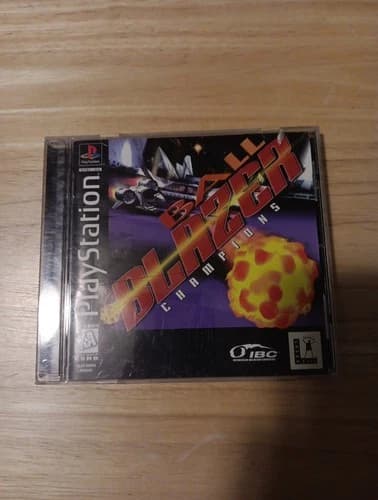 PlayStation
BALL
BLAZER
CHAMPIONS
IBC